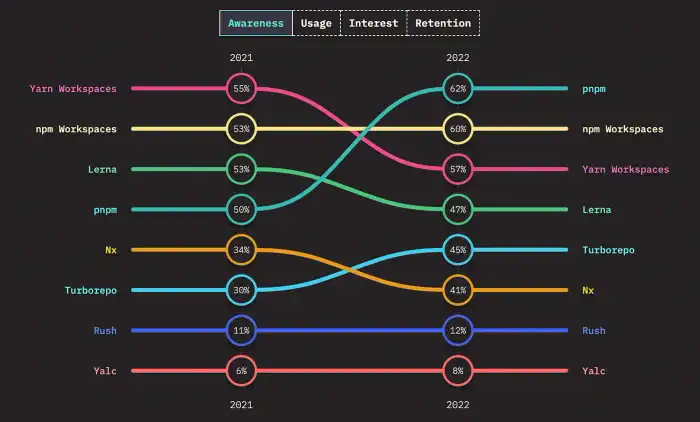 Awareness Usage Interest Retention
2021 2022
Yarn Workspaces 55% 62% pnpm
npm Workspaces 53% 60% npm Workspaces
Lerna 53% 57% Yarn Workspaces
pnpm 50% 47% Lerna
Nx 34% 45% Turborepo
Turborepo 30% 41% Nx
Rush 11% 12% Rush
Yalc 6% 8% Yalc
2021 2022